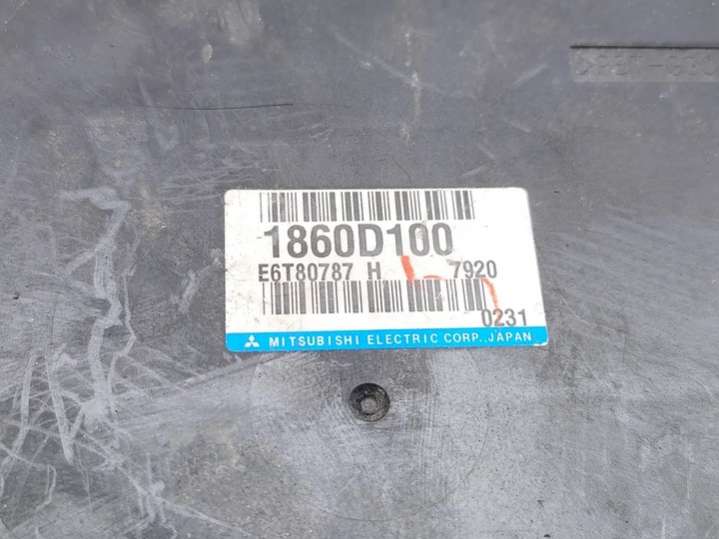 1860D100
E6T80787 H 7920
0231
MITSUBISHI ELECTRIC CORP., JAPAN